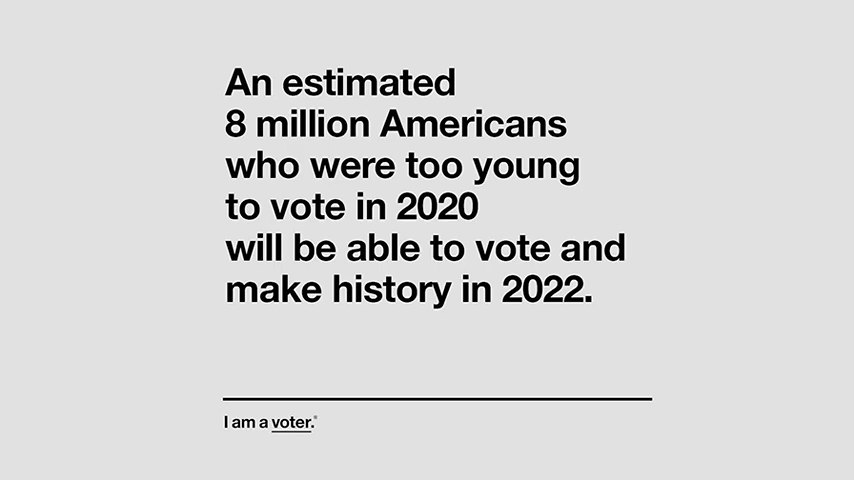 An estimated
8 million Americans
who were too young
to vote in 2020
will be able to vote and
make history in 2022.
I am a voter.®